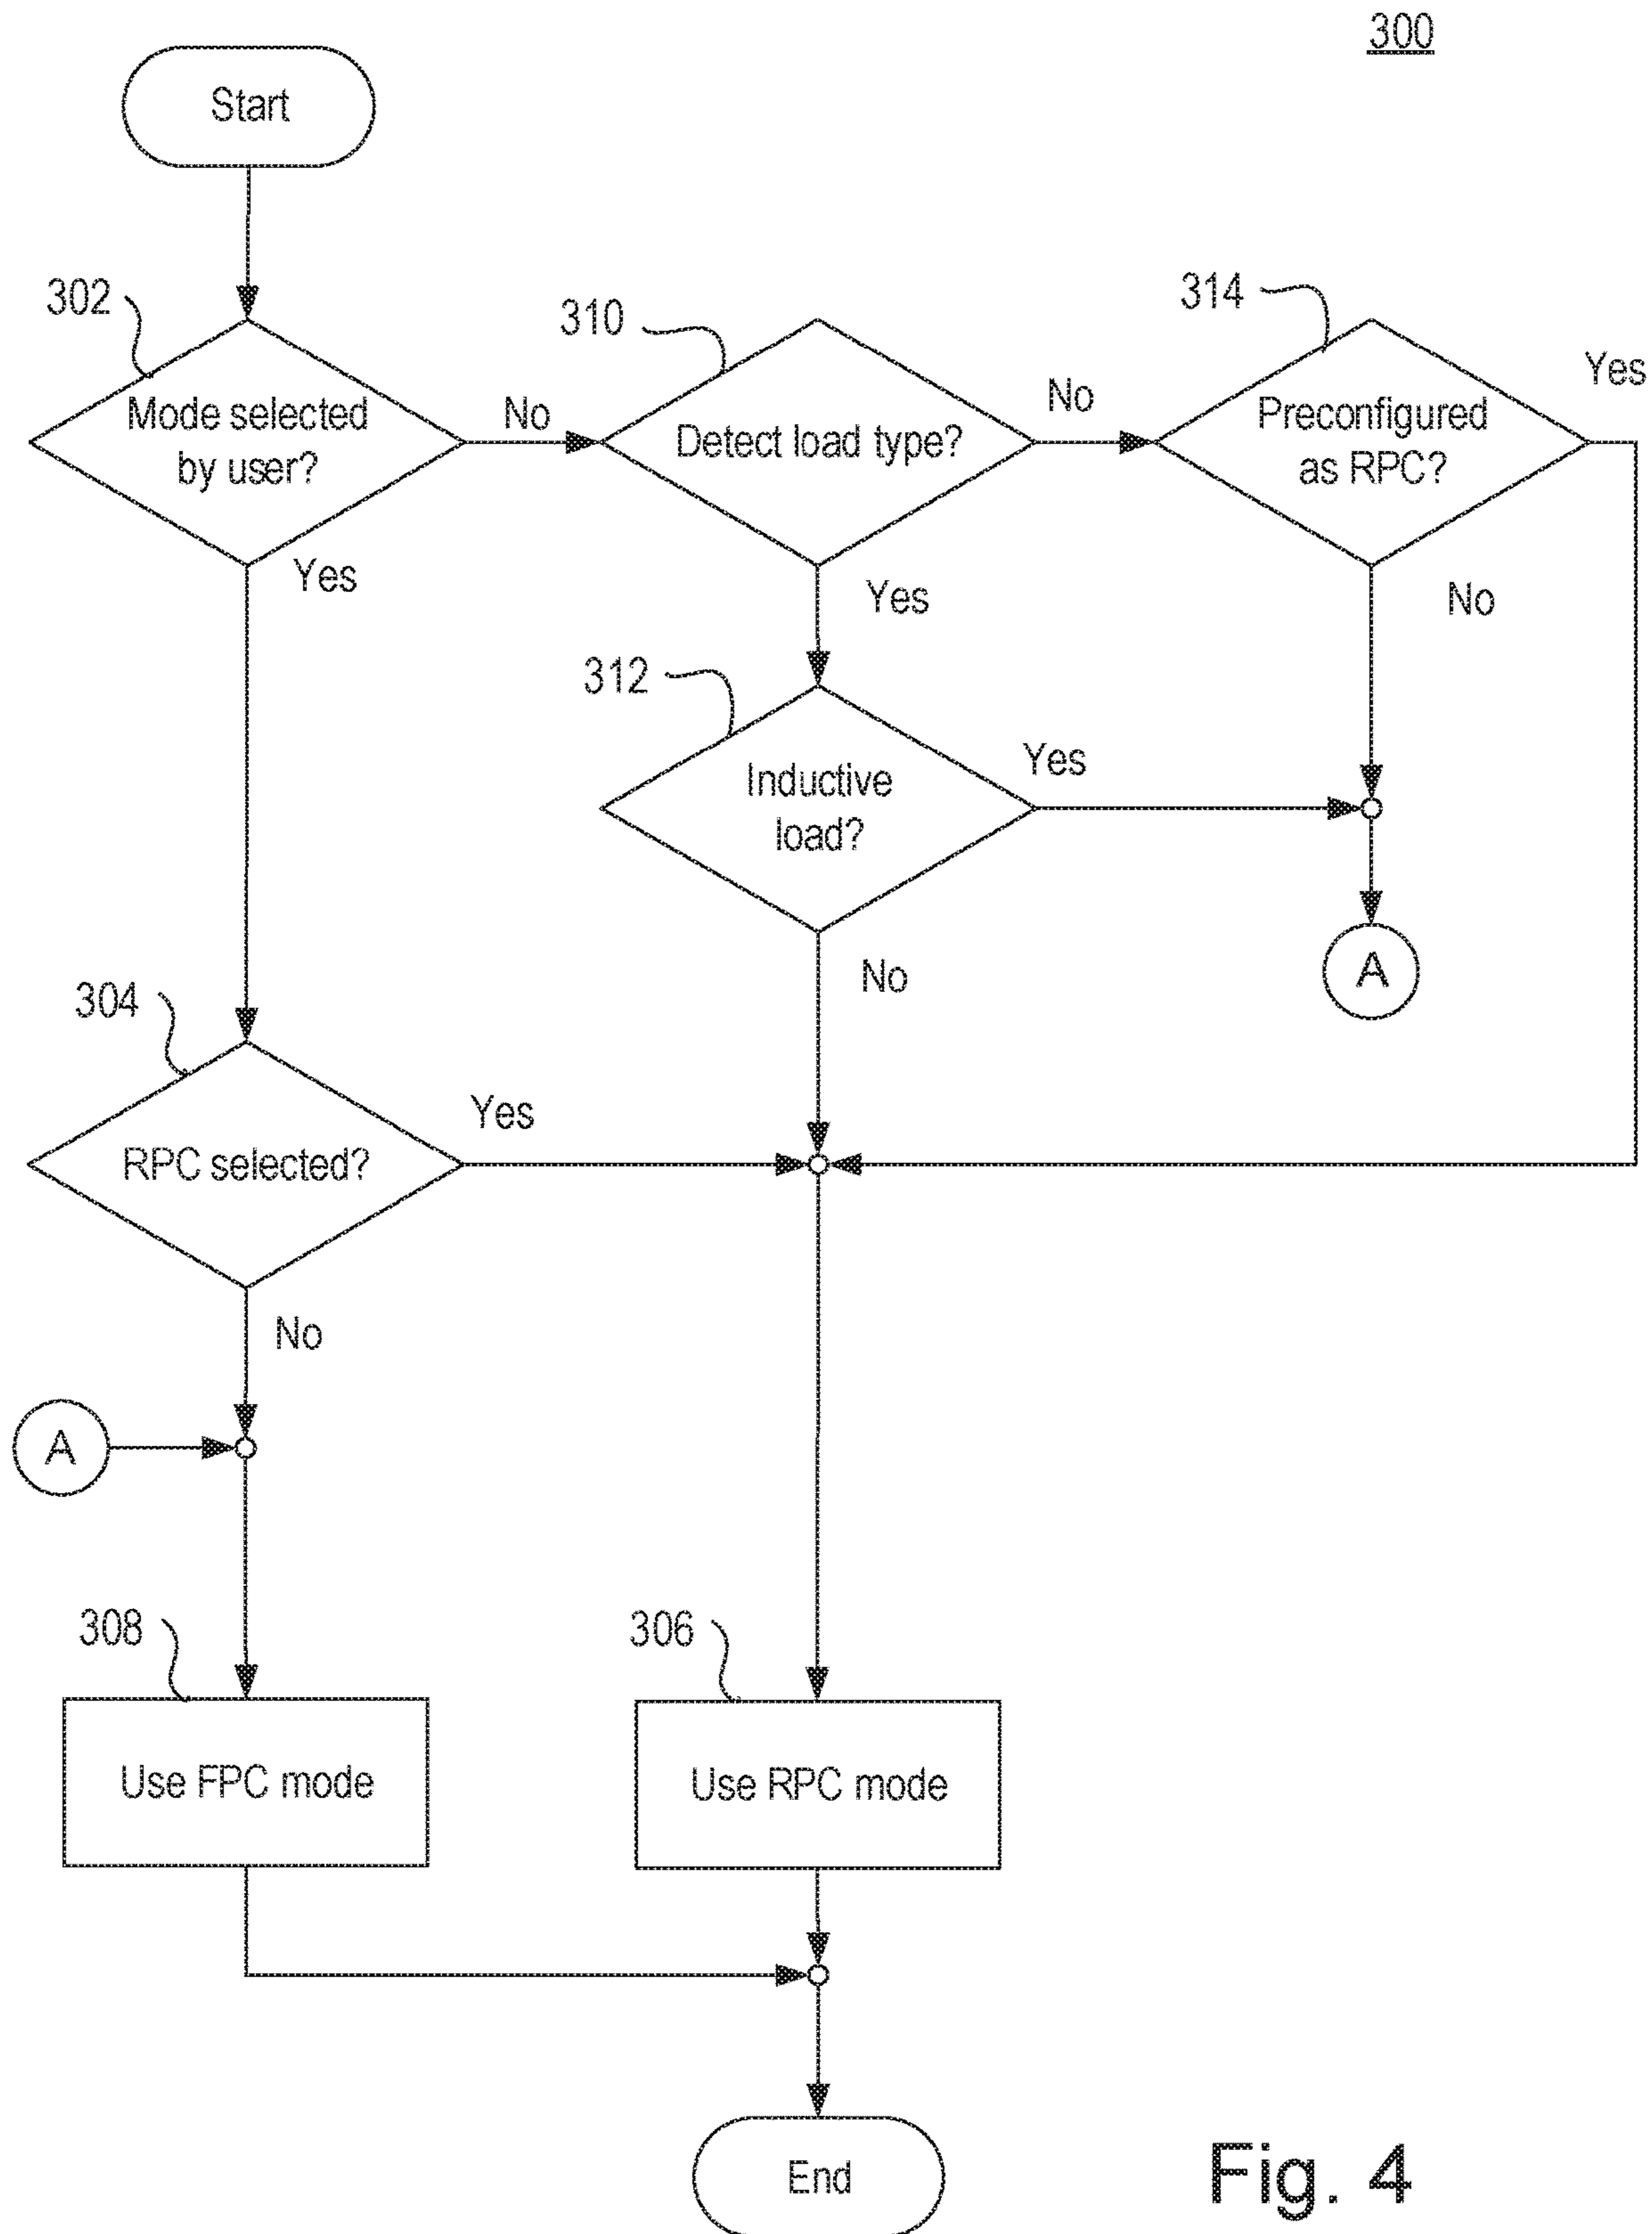 300
Start
302
310
314
Mode selected
by user?
No
Detect load type?
No
Preconfigured
as RPC?
Yes
Yes
Yes
No
312
Inductive
load?
Yes
A
No
304
RPC selected?
Yes
No
A
308
306
Use FPC mode
Use RPC mode
End
Fig. 4